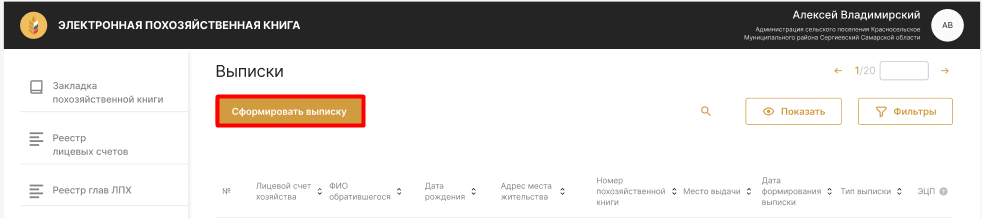 ЭЛЕКТРОННАЯ ПОХОЗЯЙСТВЕННАЯ КНИГА
Алексей Владимирский
Администрация сельского поселения Красносельское
Муниципального района Сергиевский Самарской области
АВ
Закладка
похозяйственной книги
Реестр
лицевых счетов
Реестр глав ЛПХ
Выписки
← 1/20 →
Сформировать выписку
Показать
Фильтры
№
Лицевой счет
хозяйства
ФИО
обратившегося
Дата
рождения
Адрес места
жительства
Номер
похозяйственной
книги
Место выдачи
Дата
формирования
выписки
Тип выписки
ЭЦП